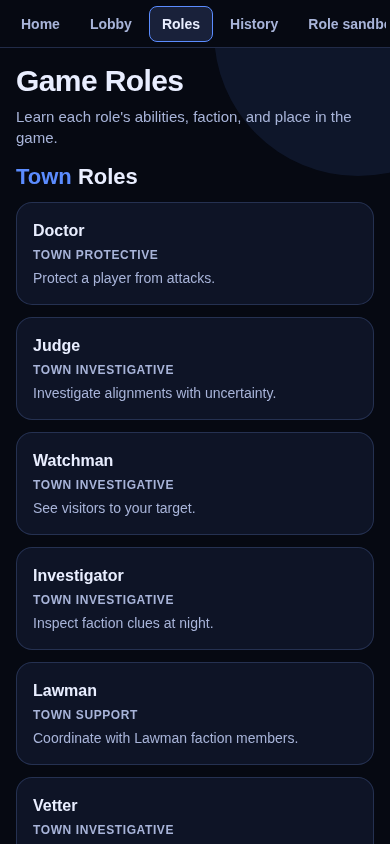 Home Lobby Roles History Role sandb
Game Roles
Learn each role's abilities, faction, and place in the
game.
Town Roles
Doctor
TOWN PROTECTIVE
Protect a player from attacks.
Judge
TOWN INVESTIGATIVE
Investigate alignments with uncertainty.
Watchman
TOWN INVESTIGATIVE
See visitors to your target.
Investigator
TOWN INVESTIGATIVE
Inspect faction clues at night.
Lawman
TOWN SUPPORT
Coordinate with Lawman faction members.
Vetter
TOWN INVESTIGATIVE